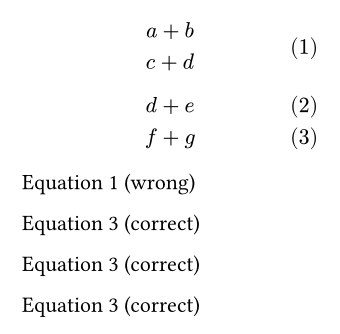 a + b
c + d
(1)
d + e (2)
f + g (3)
Equation 1 (wrong)
Equation 3 (correct)
Equation 3 (correct)
Equation 3 (correct)